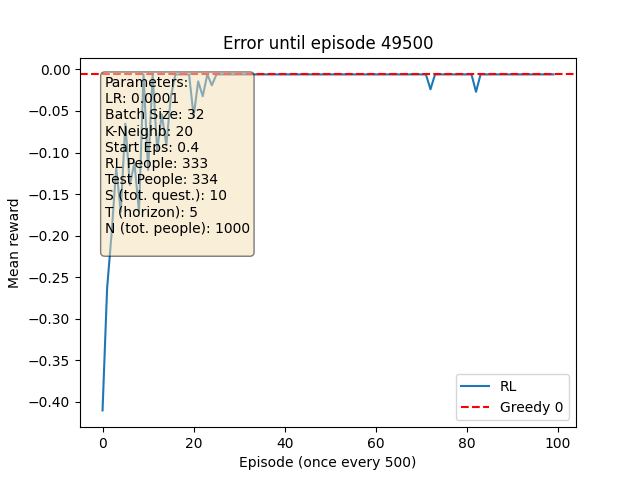 Error until episode 49500
0.00
−0.05
−0.10
−0.15
−0.20
−0.25
−0.30
−0.35
−0.40
Mean reward
Parameters:
LR: 0.0001
Batch Size: 32
K-Neighb: 20
Start Eps: 0.4
RL People: 333
Test People: 334
S (tot. quest.): 10
T (horizon): 5
N (tot. people): 1000
RL
Greedy 0
0
20
40
60
80
100
Episode (once every 500)